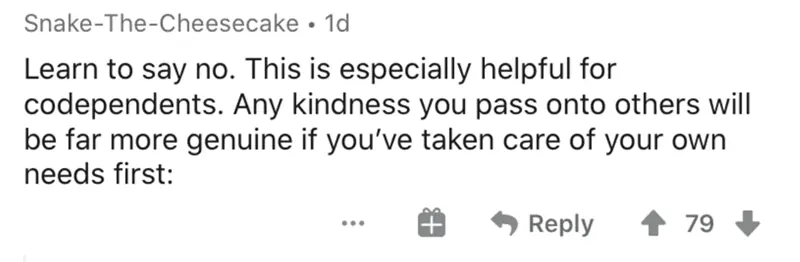 Snake-The-Cheesecake • 1d
Learn to say no. This is especially helpful for
codependents. Any kindness you pass onto others will
be far more genuine if you’ve taken care of your own
needs first:
... Reply 79